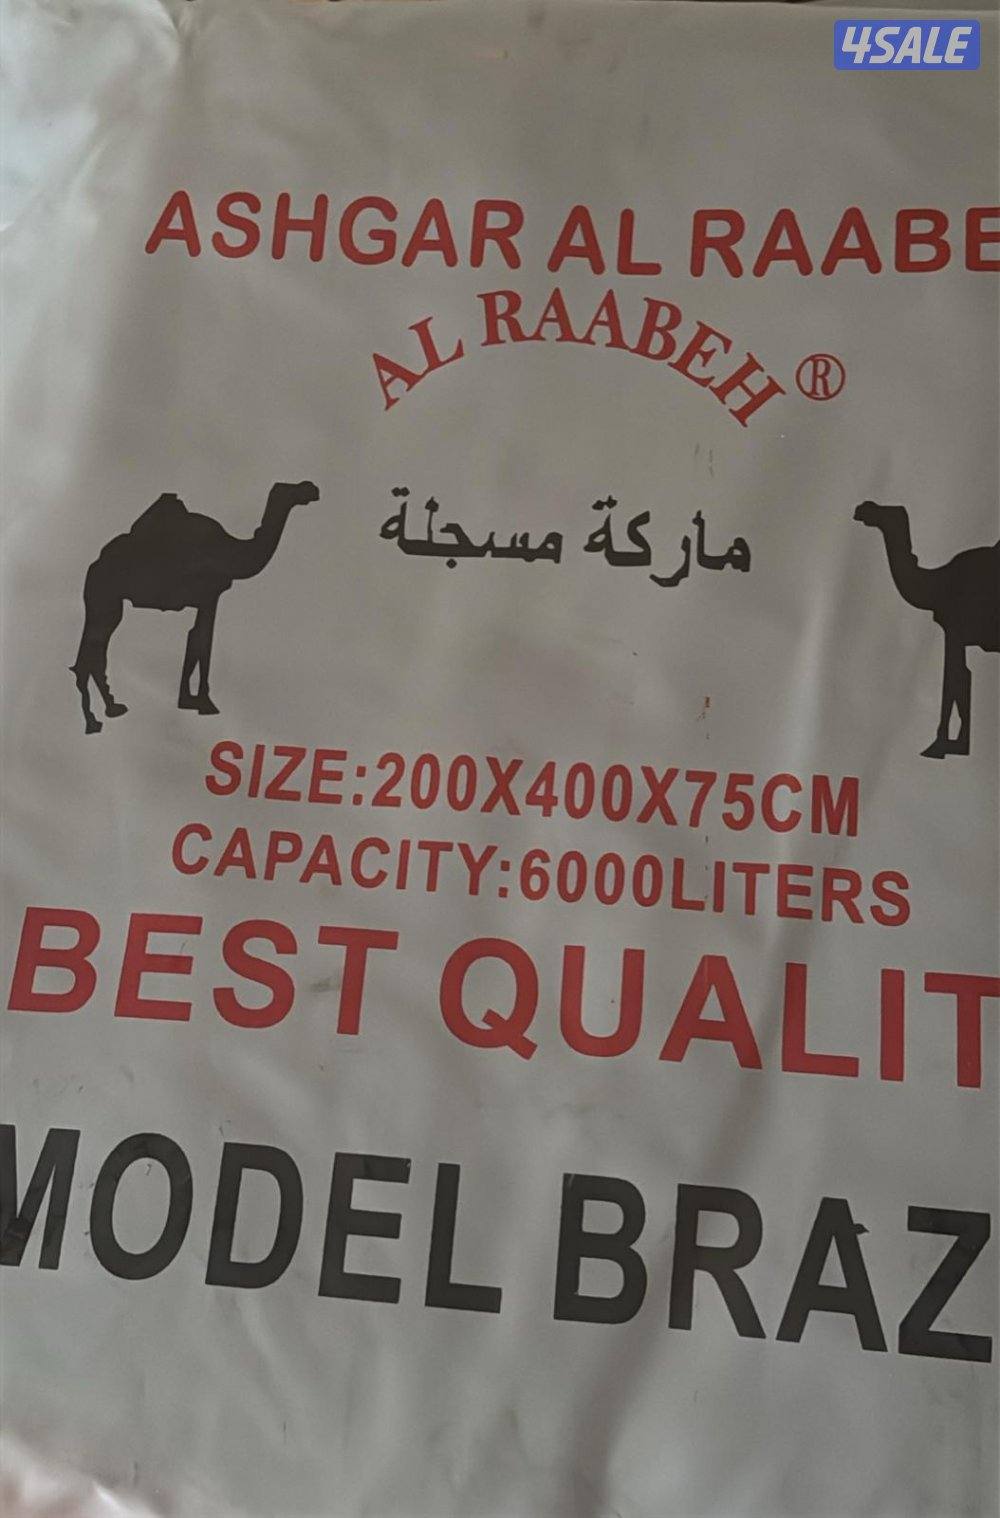 4SALE
ASHGAR AL RAABE
AL RAABEH ®
ماركة مسجلة
SIZE:200X400X75CM
CAPACITY:6000LITERS
BEST QUALIT
MODEL BRAZ